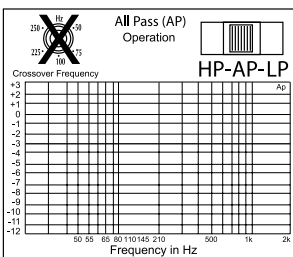 All Pass (AP)
Operation
Hz
250
50
225
75
100
Crossover Frequency
HP-AP-LP
Ap
+3
+2
+1
0
-1
-2
-3
-4
-5
-6
-7
-8
-9
-10
-11
-12
50 55 65 80 110 145 210 500 1k 2k
Frequency in Hz